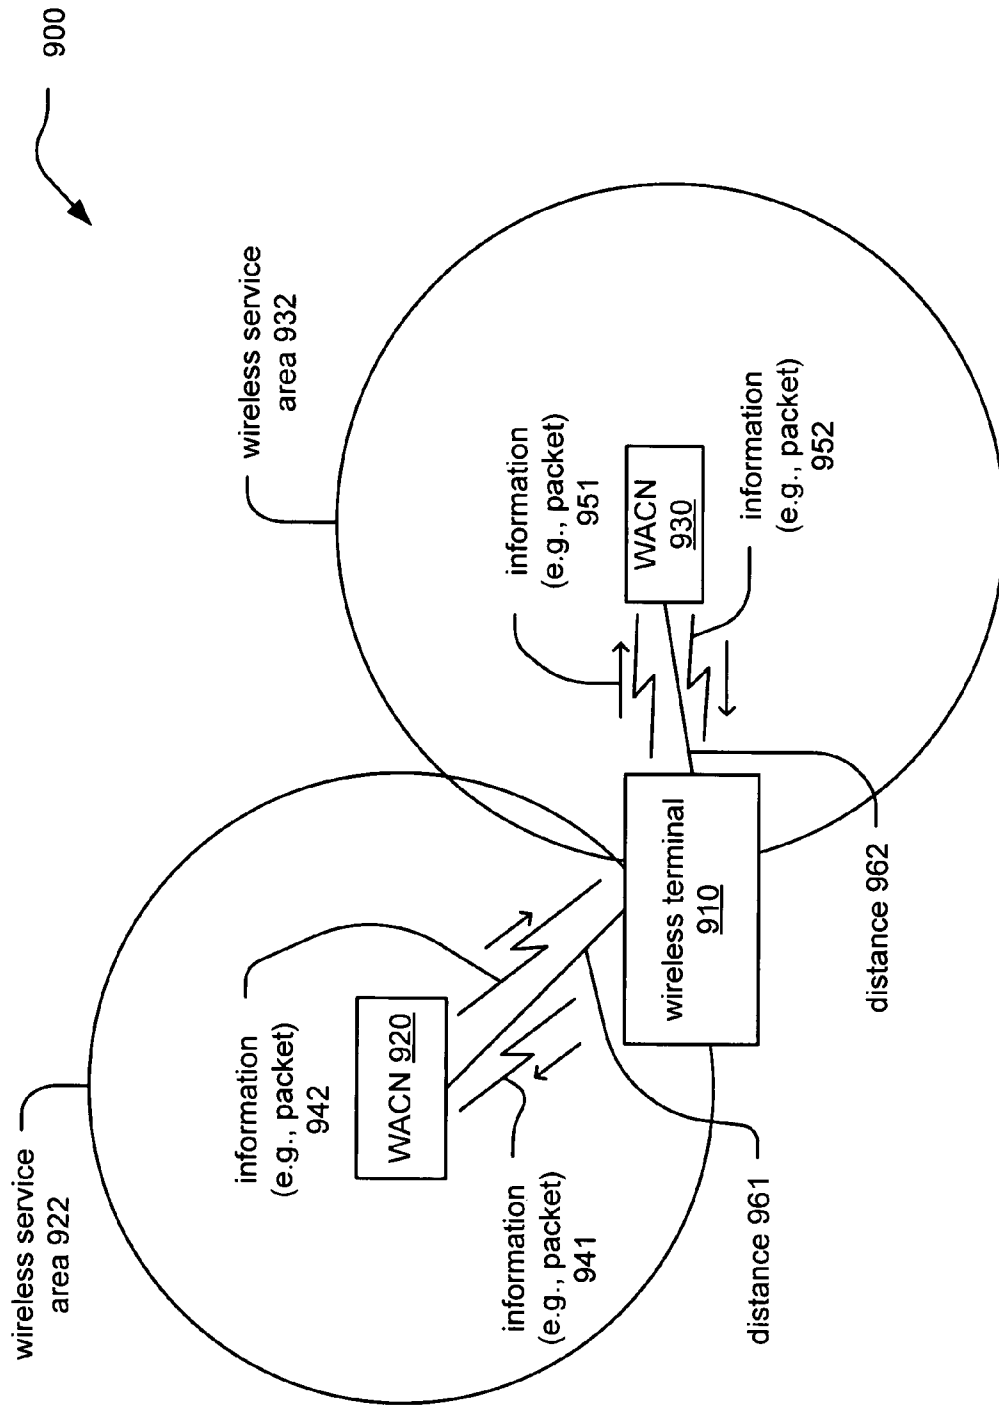 900
wireless service
area 922
wireless service
area 932
information
(e.g., packet)
942
WACN 920
information
(e.g., packet)
941
information
(e.g., packet)
951
WACN
930
information
(e.g., packet)
952
wireless terminal
910
distance 961
distance 962